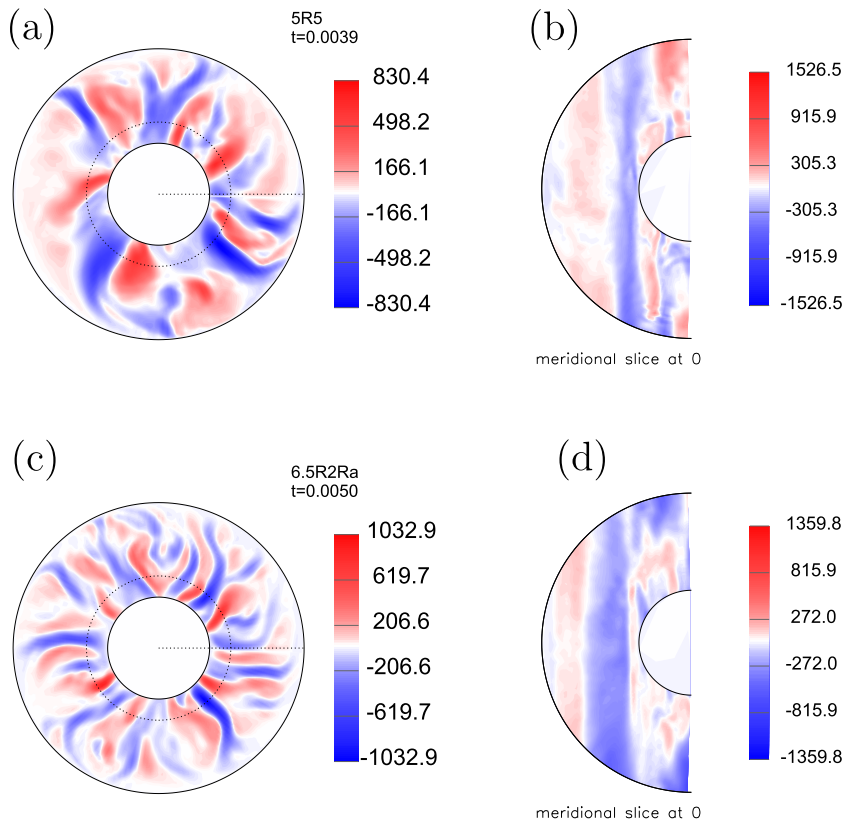 (a)
5R5
t=0.0039
830.4
498.2
166.1
-166.1
-498.2
-830.4
(b)
1526.5
915.9
305.3
-305.3
-915.9
-1526.5
meridional slice at 0
(c)
6.5R2Ra
t=0.0050
1032.9
619.7
206.6
-206.6
-619.7
-1032.9
(d)
1359.8
815.9
272.0
-272.0
-815.9
-1359.8
meridional slice at 0